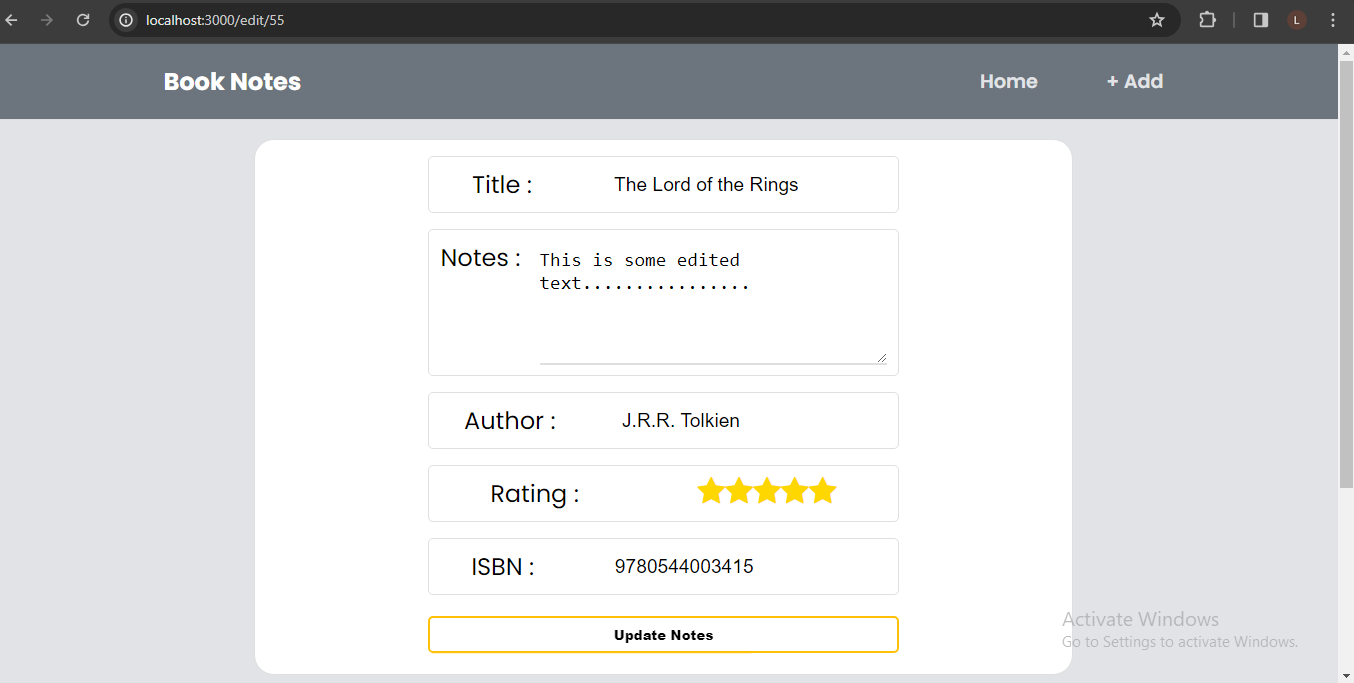 localhost:3000/edit/55
L
Book Notes
Home
+ Add
Title :
The Lord of the Rings
Notes :
This is some edited
text................
Author :
J.R.R. Tolkien
Rating :
ISBN :
9780544003415
Update Notes
Activate Windows
Go to Settings to activate Windows.